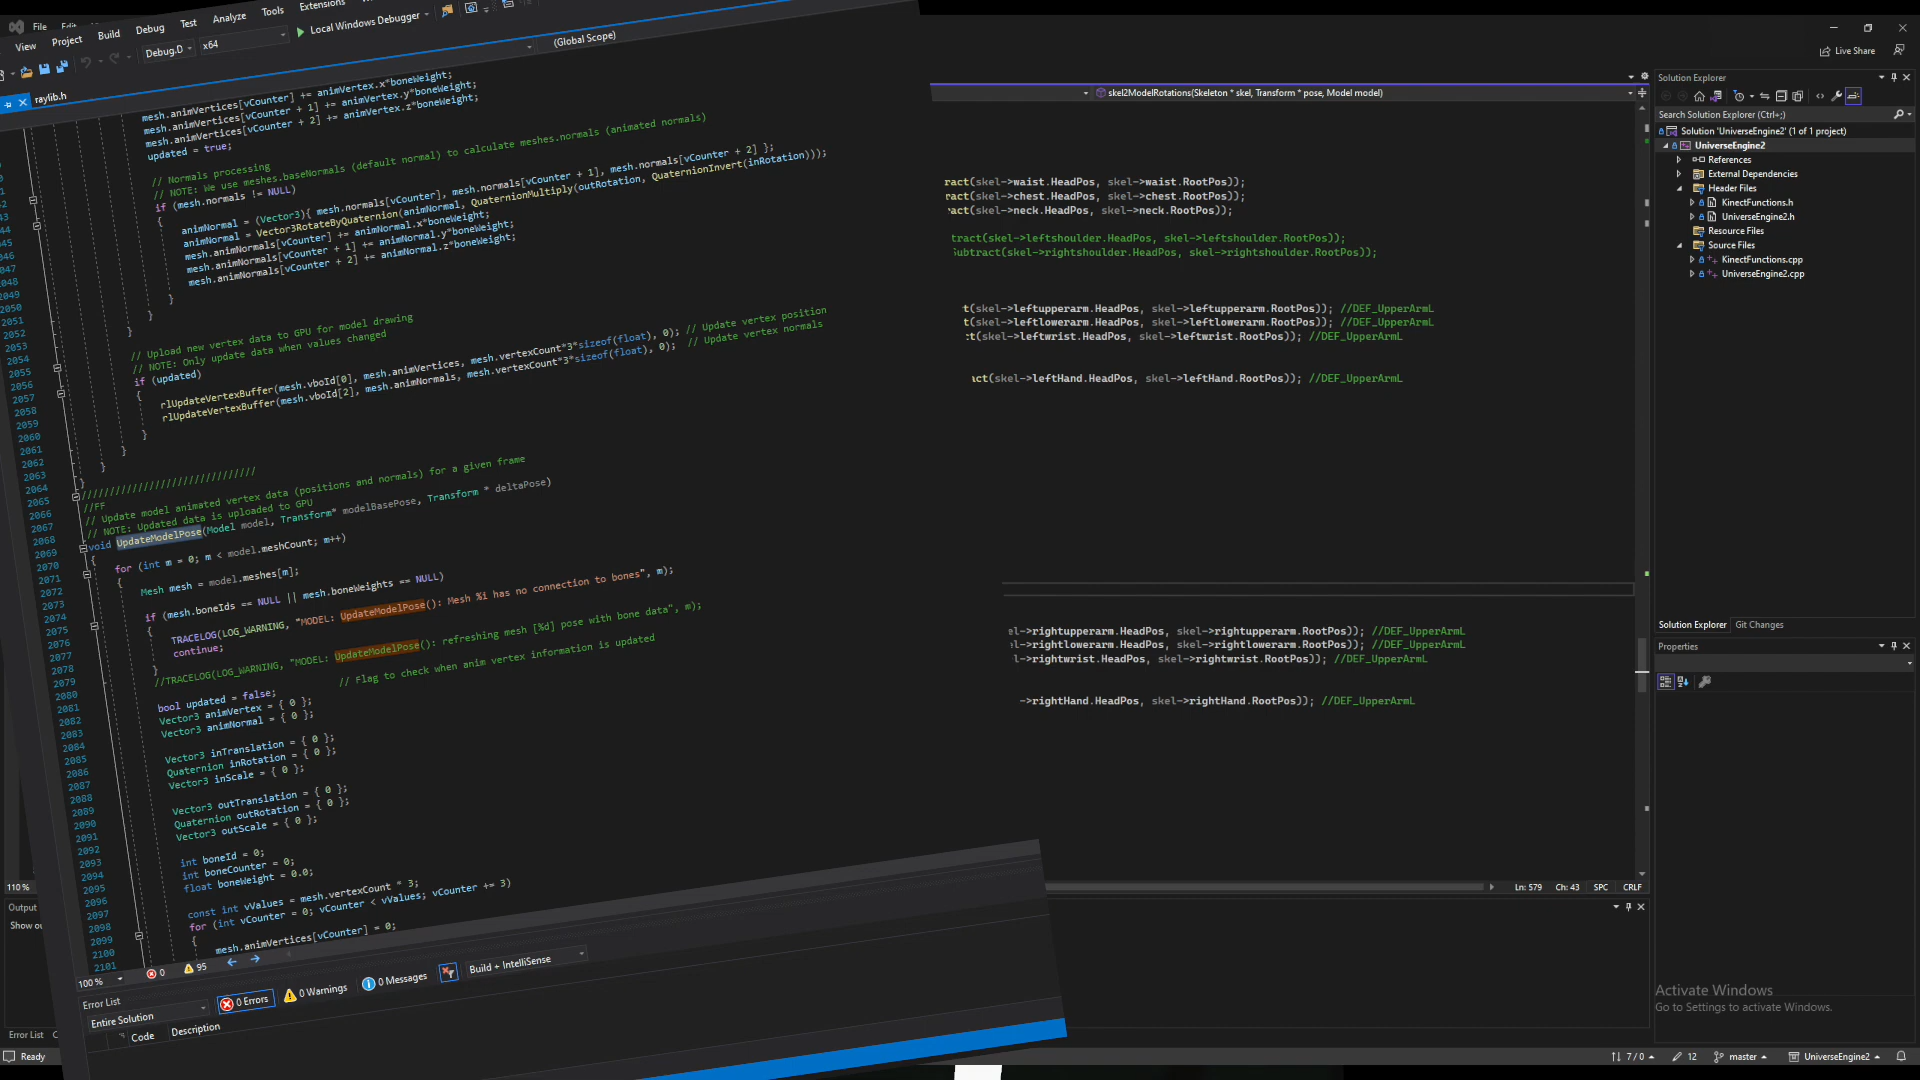 File
View Project Build Debug Test Analyze Tools Extensions
Debug.D x64 Local Windows Debugger
Live Share
raylib.h
(Global Scope)
mesh.animVertices[vCounter] += animVertex.x*boneWeight;
mesh.animVertices[vCounter + 1] += animVertex.y*boneWeight;
mesh.animVertices[vCounter + 2] += animVertex.z*boneWeight;
updated = true;
// Normals processing
// NOTE: We use meshes.baseNormals (default normal) to calculate meshes.normals (animated normals)
if (mesh.normals != NULL)
{
animNormal = (Vector3){ mesh.normals[vCounter], mesh.normals[vCounter + 1], mesh.normals[vCounter + 2] };
animNormal = Vector3RotateByQuaternion(animNormal, QuaternionMultiply(outRotation, QuaternionInvert(inRotation)));
mesh.animNormals[vCounter] += animNormal.x*boneWeight;
mesh.animNormals[vCounter + 1] += animNormal.y*boneWeight;
mesh.animNormals[vCounter + 2] += animNormal.z*boneWeight;
}
}
}
// Upload new vertex data to GPU for model drawing
// NOTE: Only update data when values changed
if (updated)
{
rlUpdateVertexBuffer(mesh.vboId[0], mesh.animVertices, mesh.vertexCount*3*sizeof(float), 0); // Update vertex position
rlUpdateVertexBuffer(mesh.vboId[2], mesh.animNormals, mesh.vertexCount*3*sizeof(float), 0); // Update vertex normals
}
}
}
}
////////////////////////////////
//FF
// Update model animated vertex data (positions and normals) for a given frame
// NOTE: Updated data is uploaded to GPU
void UpdateModelPose(Model model, Transform* modelBasePose, Transform * deltaPose)
{
for (int m = 0; m < model.meshCount; m++)
{
Mesh mesh = model.meshes[m];
if (mesh.boneIds == NULL || mesh.boneWeights == NULL)
{
TRACELOG(LOG_WARNING, "MODEL: UpdateModelPose(): Mesh %i has no connection to bones", m);
continue;
}
//TRACELOG(LOG_WARNING, "MODEL: UpdateModelPose(): refreshing mesh [%d] pose with bone data", m);
bool updated = false; // Flag to check when anim vertex information is updated
Vector3 animVertex = { 0 };
Vector3 animNormal = { 0 };
Vector3 inTranslation = { 0 };
Quaternion inRotation = { 0 };
Vector3 inScale = { 0 };
Vector3 outTranslation = { 0 };
Quaternion outRotation = { 0 };
Vector3 outScale = { 0 };
int boneId = 0;
int boneCounter = 0;
float boneWeight = 0.0;
const int vValues = mesh.vertexCount * 3;
for (int vCounter = 0; vCounter < vValues; vCounter += 3)
{
mesh.animVertices[vCounter] = 0;
100 % 0 95
Error List
Entire Solution 0 Errors 0 Warnings 0 Messages Build + IntelliSense
Code Description
skel2ModelRotations(Skeleton * skel, Transform * pose, Model model)
ract(skel->waist.HeadPos, skel->waist.RootPos));
ract(skel->chest.HeadPos, skel->chest.RootPos));
ract(skel->neck.HeadPos, skel->neck.RootPos));
tract(skel->leftshoulder.HeadPos, skel->leftshoulder.RootPos));
ubtract(skel->rightshoulder.HeadPos, skel->rightshoulder.RootPos));
t(skel->leftupperarm.HeadPos, skel->leftupperarm.RootPos)); //DEF_UpperArmL
t(skel->leftlowerarm.HeadPos, skel->leftlowerarm.RootPos)); //DEF_UpperArmL
ct(skel->leftwrist.HeadPos, skel->leftwrist.RootPos)); //DEF_UpperArmL
ct(skel->leftHand.HeadPos, skel->leftHand.RootPos)); //DEF_UpperArmL
el->rightupperarm.HeadPos, skel->rightupperarm.RootPos)); //DEF_UpperArmL
l->rightlowerarm.HeadPos, skel->rightlowerarm.RootPos)); //DEF_UpperArmL
l->rightwrist.HeadPos, skel->rightwrist.RootPos)); //DEF_UpperArmL
->rightHand.HeadPos, skel->rightHand.RootPos)); //DEF_UpperArmL
110 %
Ln: 579 Ch: 43 SPC CRLF
Output
Show
Error List
Ready
Solution Explorer
Search Solution Explorer (Ctrl+;)
Solution 'UniverseEngine2' (1 of 1 project)
UniverseEngine2
References
External Dependencies
Header Files
KinectFunctions.h
UniverseEngine2.h
Resource Files
Source Files
KinectFunctions.cpp
UniverseEngine2.cpp
Solution Explorer Git Changes
Properties
Activate Windows
Go to Settings to activate Windows.
7 / 0 12 master UniverseEngine2